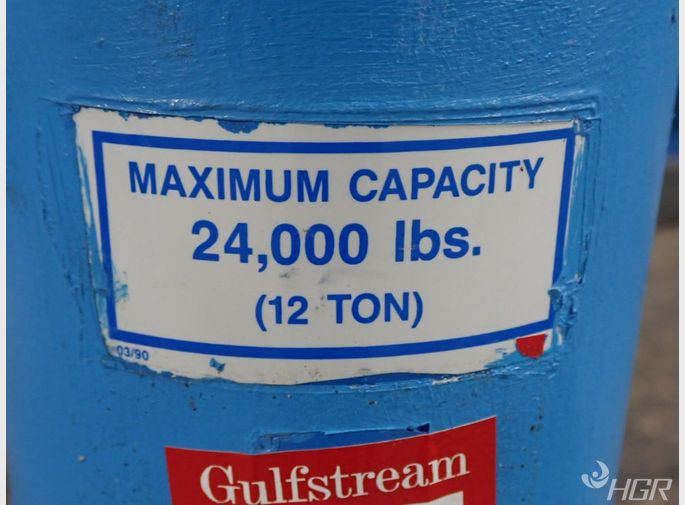 MAXIMUM CAPACITY
24,000 lbs.
(12 TON)
03/90
Gulfstream
HGR